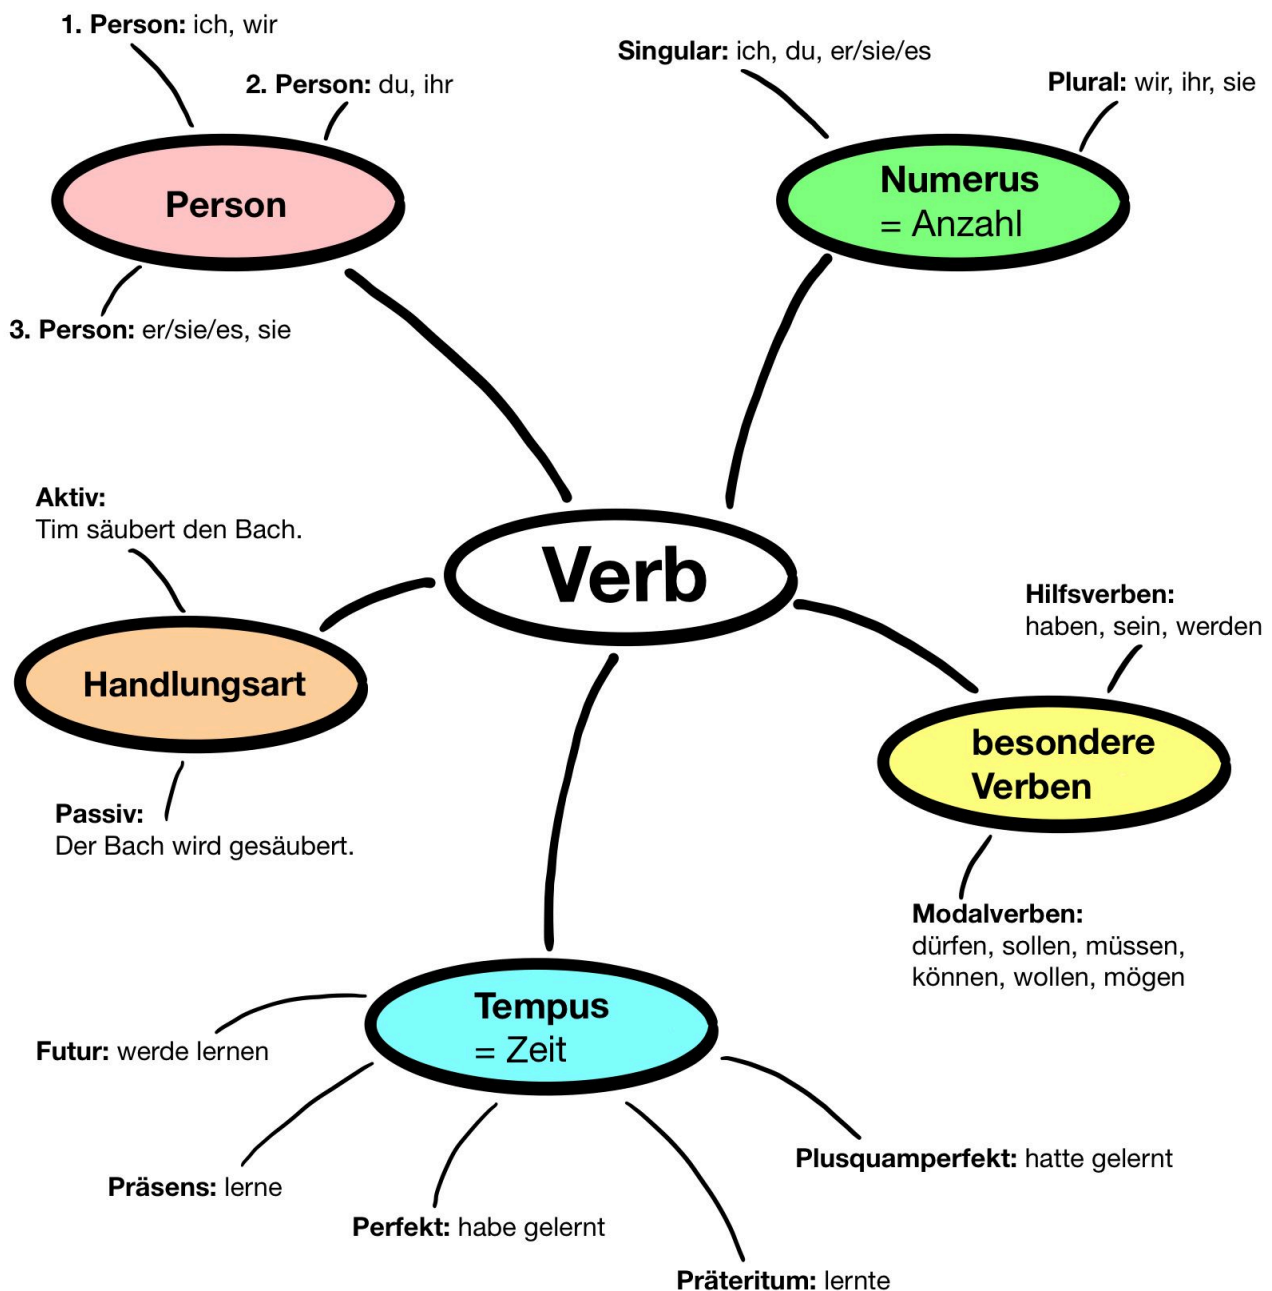 1. Person: ich, wir
2. Person: du, ihr
Person
3. Person: er/sie/es, sie
Singular: ich, du, er/sie/es
Plural: wir, ihr, sie
Numerus
= Anzahl
Verb
Aktiv:
Tim säubert den Bach.
Handlungsart
Passiv:
Der Bach wird gesäubert.
Hilfsverben:
haben, sein, werden
besondere
Verben
Modalverben:
dürfen, sollen, müssen,
können, wollen, mögen
Tempus
= Zeit
Futur: werde lernen
Präsens: lerne
Perfekt: habe gelernt
Präteritum: lernte
Plusquamperfekt: hatte gelernt